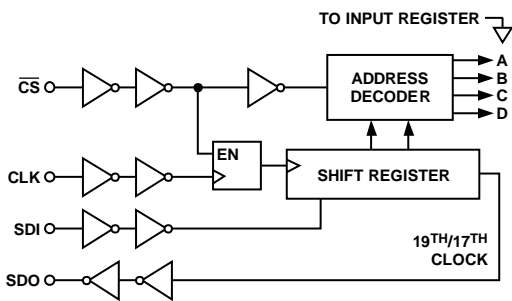 TO INPUT REGISTER
A
B
C
D
CS
ADDRESS
DECODER
EN
CLK
SHIFT REGISTER
SDI
19TH/17TH
CLOCK
SDO